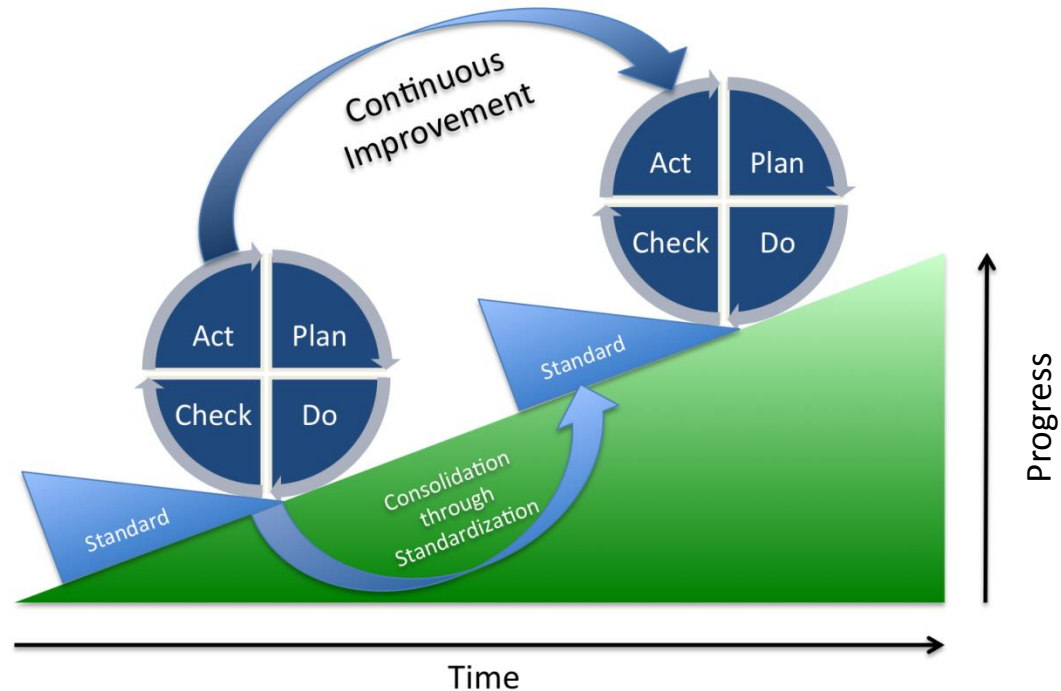 Continuous
Improvement
Act
Plan
Check
Do
Standard
Act
Plan
Check
Do
Standard
Consolidation
through
Standardization
Progress
Time